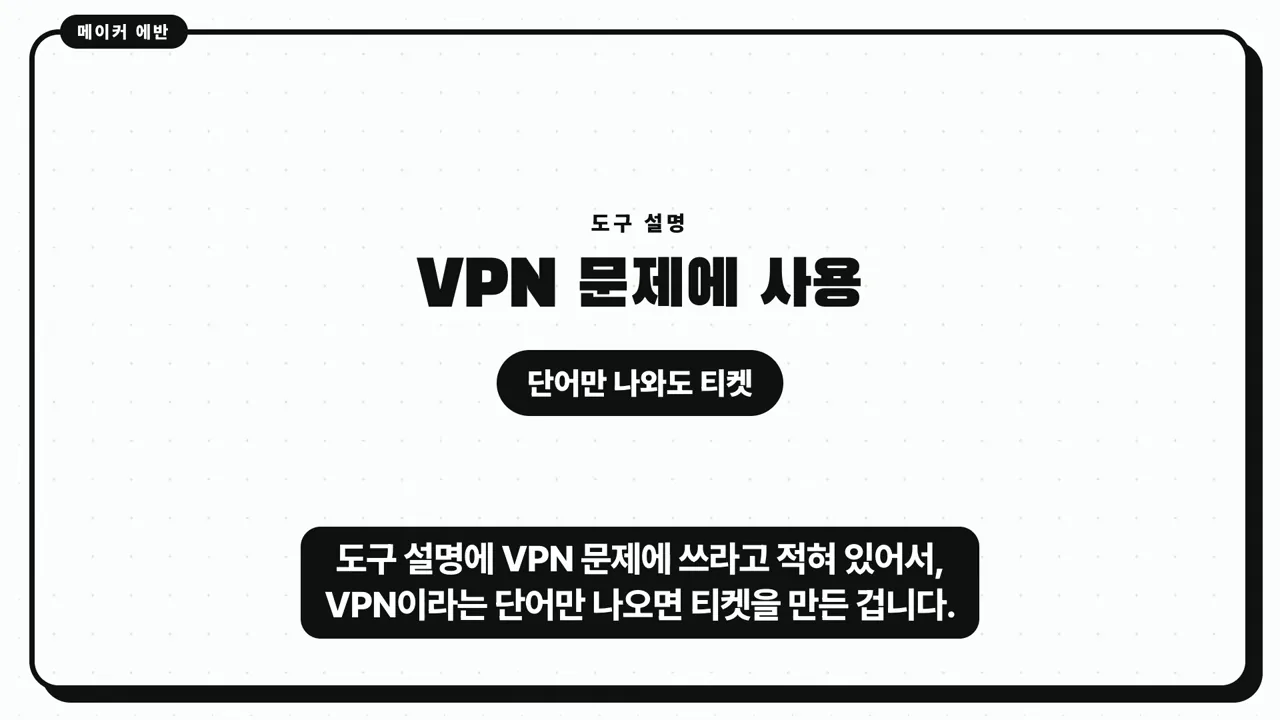 메이커 에반
도구 설명
VPN 문제에 사용
단어만 나와도 티켓
도구 설명에 VPN 문제에 쓰라고 적혀 있어서,
VPN이라는 단어만 나오면 티켓을 만든 겁니다.